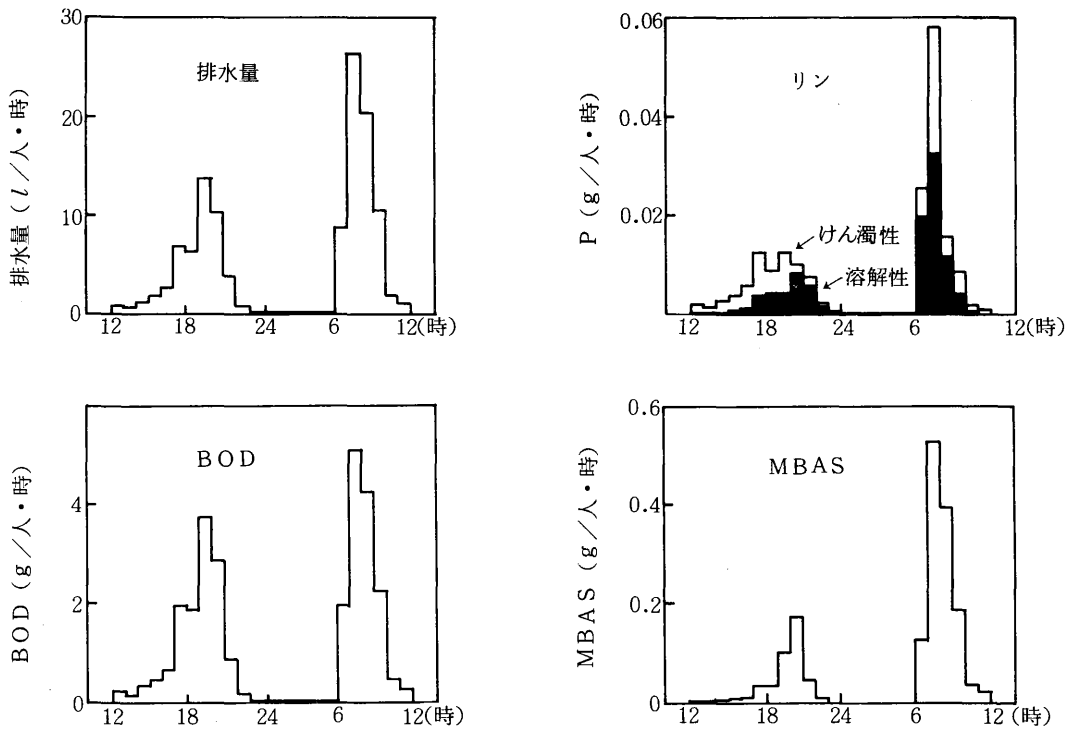 30
20
10
0
排水量(l/人・時)
排水量
12 18 24 6 12(時)
0.06
0.04
0.02
P(g/人・時)
リン
けん濁性
溶解性
12 18 24 6 12(時)
4
2
0
BOD(g/人・時)
BOD
12 18 24 6 12(時)
0.6
0.4
0.2
0
MBAS(g/人・時)
MBAS
12 18 24 6 12(時)